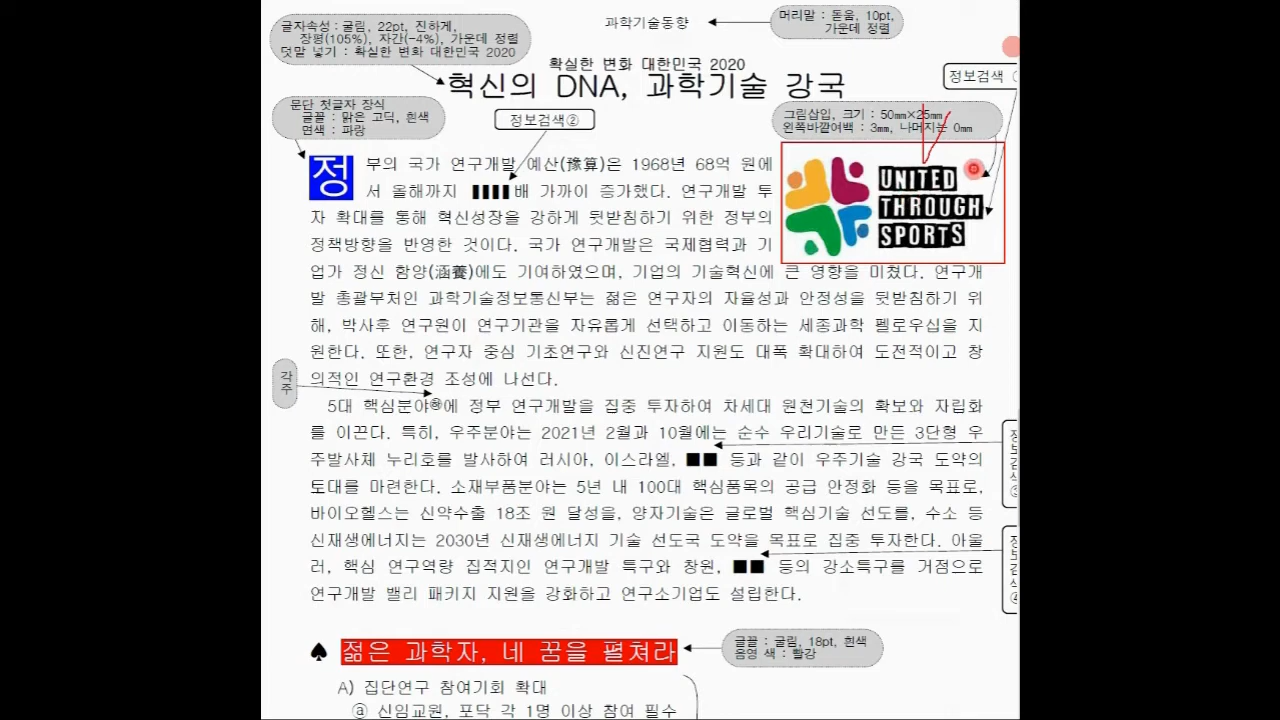 글자속성 : 굴림, 22pt, 진하게,
장평(105%), 자간(-4%), 가운데 정렬
덧말 넣기 : 확실한 변화 대한민국 2020
과학기술동향
머리말 : 돋움, 10pt,
가운데 정렬
확실한 변화 대한민국 2020
혁신의 DNA, 과학기술 강국
정보검색
문단 첫글자 장식
글꼴 : 맑은 고딕, 흰색
면색 : 파랑
정보검색②
그림삽입, 크기 : 50mm×25mm,
왼쪽바깥여백 : 3mm, 나머지는 0mm
UNITED
THROUGH
SPORTS
정부의 국가 연구개발 예산(豫算)은 1968년 68억 원에
서 올해까지 ▮▮▮▮배 가까이 증가했다. 연구개발 투
자 확대를 통해 혁신성장을 강하게 뒷받침하기 위한 정부의
정책방향을 반영한 것이다. 국가 연구개발은 국제협력과 기
업가 정신 함양(涵養)에도 기여하였으며, 기업의 기술혁신에 큰 영향을 미쳤다. 연구개
발 총괄부처인 과학기술정보통신부는 젊은 연구자의 자율성과 안정성을 뒷받침하기 위
해, 박사후 연구원이 연구기관을 자유롭게 선택하고 이동하는 세종과학 펠로우십을 지
원한다. 또한, 연구자 중심 기초연구와 신진연구 지원도 대폭 확대하여 도전적이고 창
의적인 연구환경 조성에 나선다.
각주
5대 핵심분야㉮에 정부 연구개발을 집중 투자하여 차세대 원천기술의 확보와 자립화
를 이끈다. 특히, 우주분야는 2021년 2월과 10월에는 순수 우리기술로 만든 3단형 우
주발사체 누리호를 발사하여 러시아, 이스라엘, ■■ 등과 같이 우주기술 강국 도약의
토대를 마련한다. 소재부품분야는 5년 내 100대 핵심품목의 공급 안정화 등을 목표로,
바이오헬스는 신약수출 18조 원 달성을, 양자기술은 글로벌 핵심기술 선도를, 수소 등
신재생에너지는 2030년 신재생에너지 기술 선도국 도약을 목표로 집중 투자한다. 아울
러, 핵심 연구역량 집적지인 연구개발 특구와 창원, ■■ 등의 강소특구를 거점으로
연구개발 밸리 패키지 지원을 강화하고 연구소기업도 설립한다.
정보검색③
정보검색④
♠ 젊은 과학자, 네 꿈을 펼쳐라
글꼴 : 굴림, 18pt, 흰색
음영 색 : 빨강
A) 집단연구 참여기회 확대
ⓐ 신임교원, 포닥 각 1명 이상 참여 필수